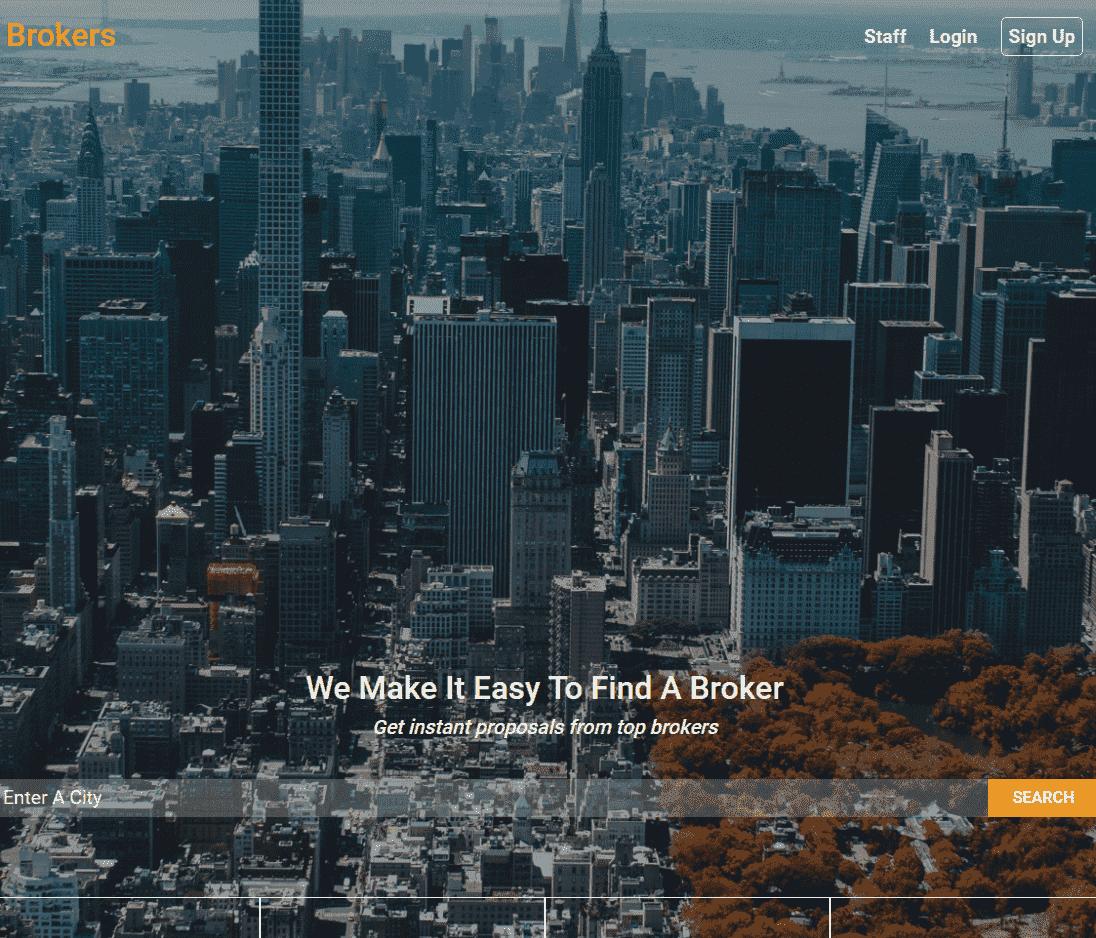 Brokers
Staff Login Sign Up
We Make It Easy To Find A Broker
Get instant proposals from top brokers
Enter A City
SEARCH